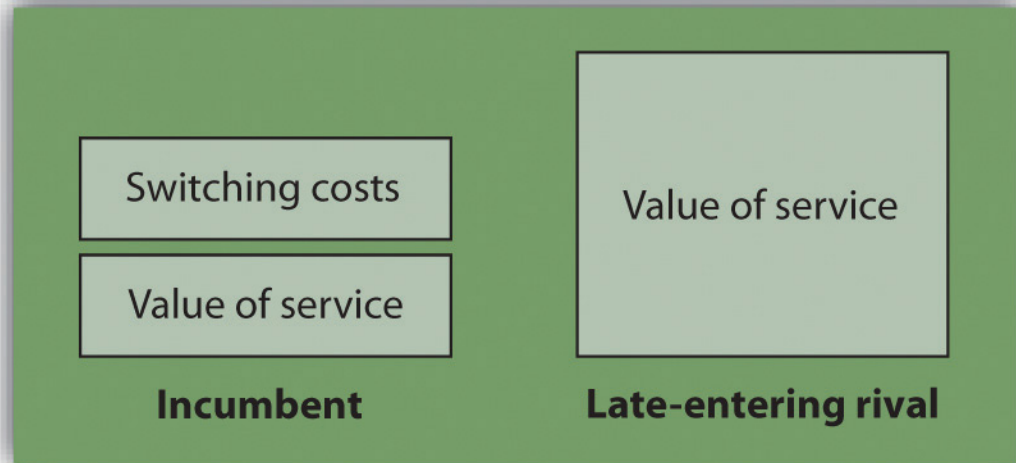 Switching costs
Value of service
Incumbent
Value of service
Late-entering rival